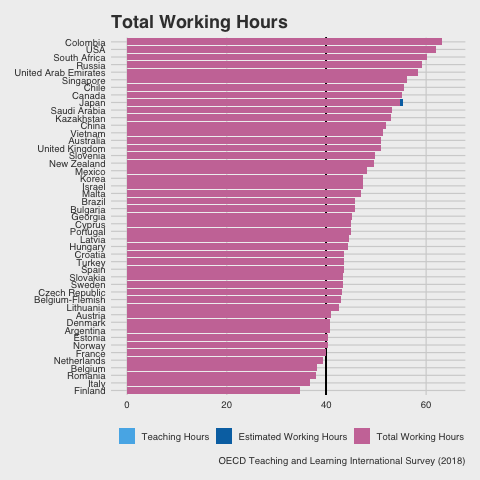 Total Working Hours
Colombia
USA
South Africa
Russia
United Arab Emirates
Singapore
Chile
Canada
Japan
Saudi Arabia
Kazakhstan
China
Vietnam
Australia
United Kingdom
Slovenia
New Zealand
Mexico
Korea
Israel
Malta
Brazil
Bulgaria
Georgia
Cyprus
Portugal
Latvia
Hungary
Croatia
Turkey
Spain
Slovakia
Sweden
Czech Republic
Belgium-Flemish
Lithuania
Austria
Denmark
Argentina
Estonia
Norway
France
Netherlands
Belgium
Romania
Italy
Finland
0 20 40 60
Teaching Hours Estimated Working Hours Total Working Hours
OECD Teaching and Learning International Survey (2018)